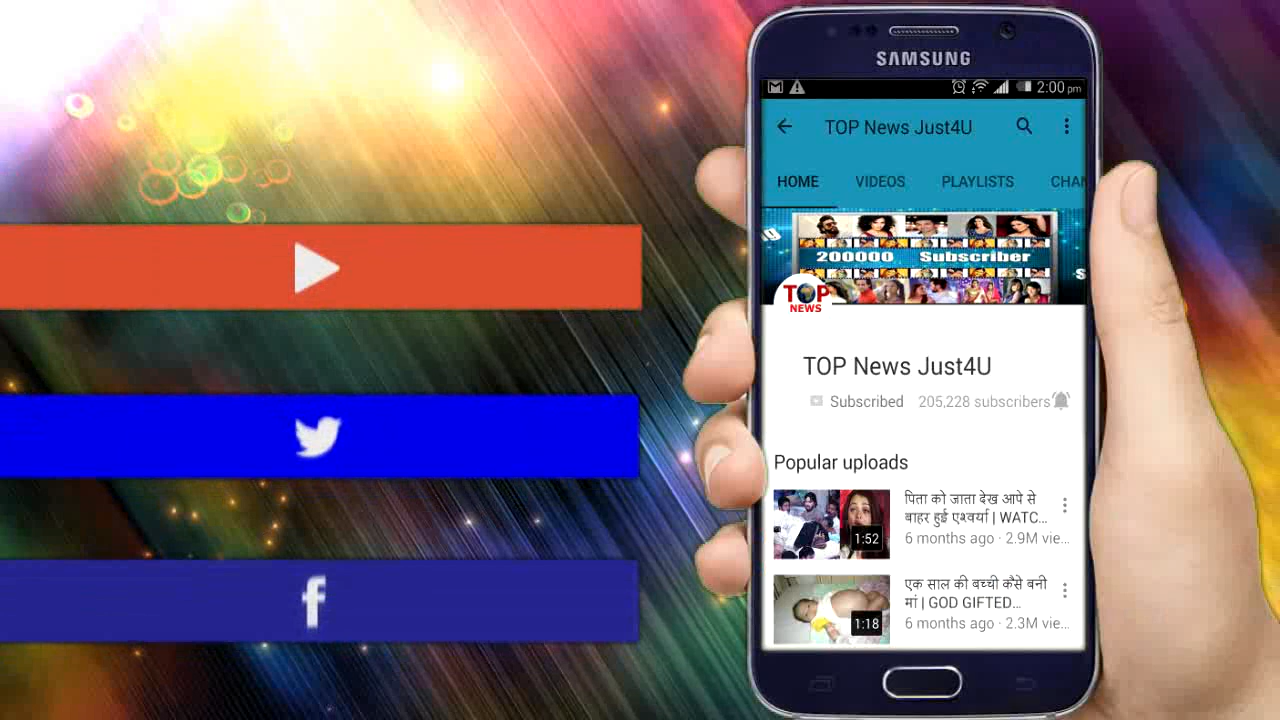 SAMSUNG
2:00 pm
TOP News Just4U
HOME VIDEOS PLAYLISTS CHAN
200000 Subscriber
TOP
NEWS
TOP News Just4U
Subscribed 205,228 subscribers
Popular uploads
पिता को जाता देख आपे से
बाहर हुई एश्वर्या | WATC...
6 months ago · 2.9M vie...
1:52
एक साल की बच्ची कैसे बनी
मां | GOD GIFTED...
6 months ago · 2.3M vie...
1:18